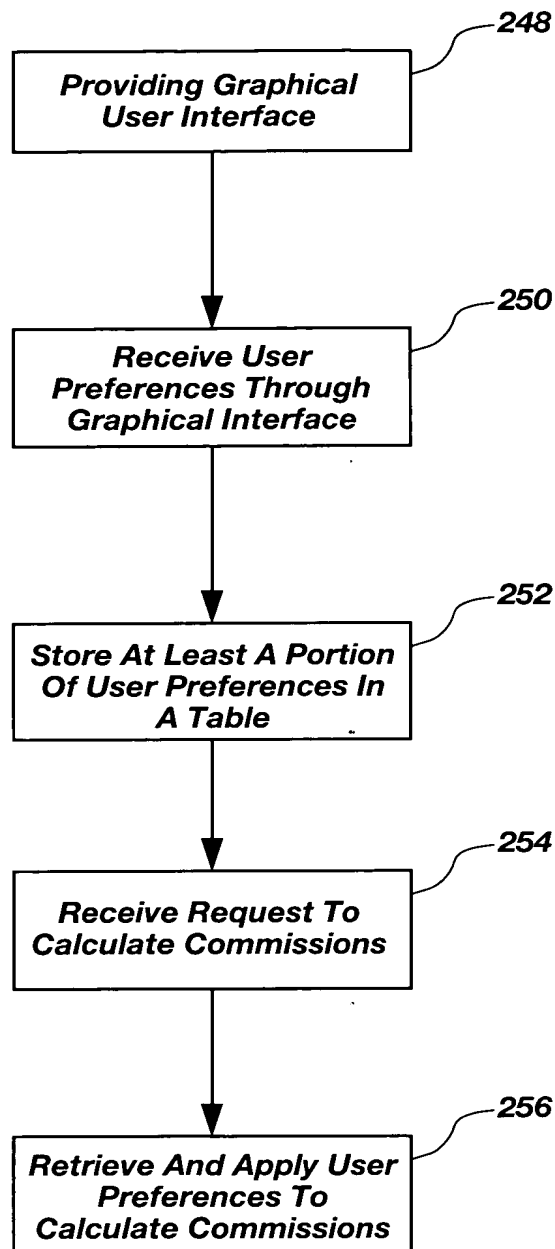 248
Providing Graphical
User Interface
250
Receive User
Preferences Through
Graphical Interface
252
Store At Least A Portion
Of User Preferences In
A Table
254
Receive Request To
Calculate Commissions
256
Retrieve And Apply User
Preferences To
Calculate Commissions